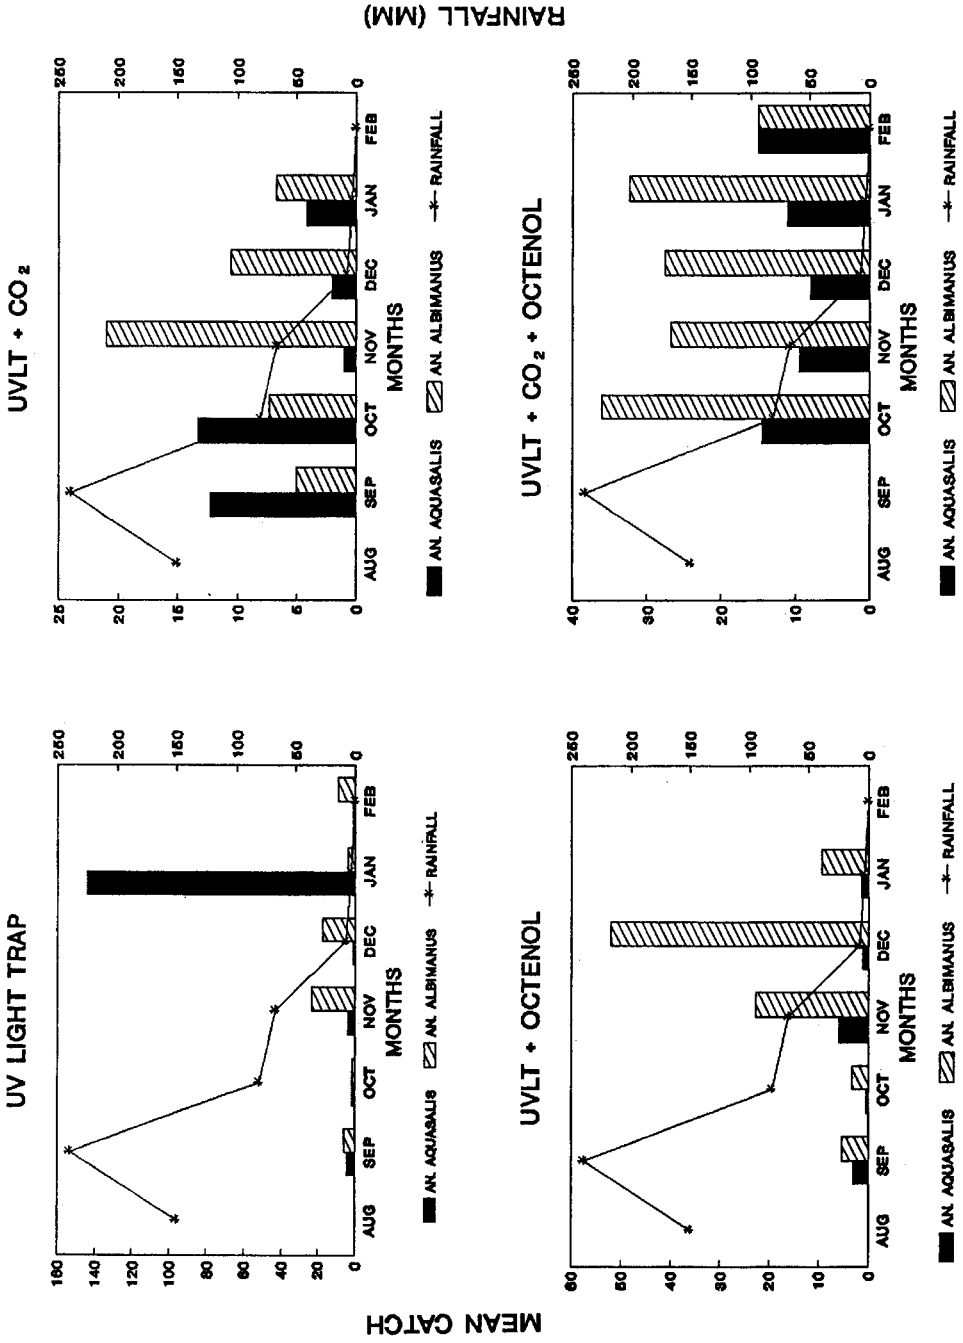 UV LIGHT TRAP
160
140
120
100
80
60
40
20
0
250
200
150
100
50
0
AUG SEP OCT NOV DEC JAN FEB
MONTHS
AN. AQUASALIS AN. ALBIMANUS RAINFALL
UVLT + CO₂
25
20
15
10
5
0
250
200
150
100
50
0
AUG SEP OCT NOV DEC JAN FEB
MONTHS
AN. AQUASALIS AN. ALBIMANUS RAINFALL
UVLT + OCTENOL
60
50
40
30
20
10
0
250
200
150
100
50
0
AUG SEP OCT NOV DEC JAN FEB
MONTHS
AN. AQUASALIS AN. ALBIMANUS RAINFALL
UVLT + CO₂ + OCTENOL
40
30
20
10
0
250
200
150
100
50
0
AUG SEP OCT NOV DEC JAN FEB
MONTHS
AN. AQUASALIS AN. ALBIMANUS RAINFALL
MEAN CATCH
RAINFALL (MM)